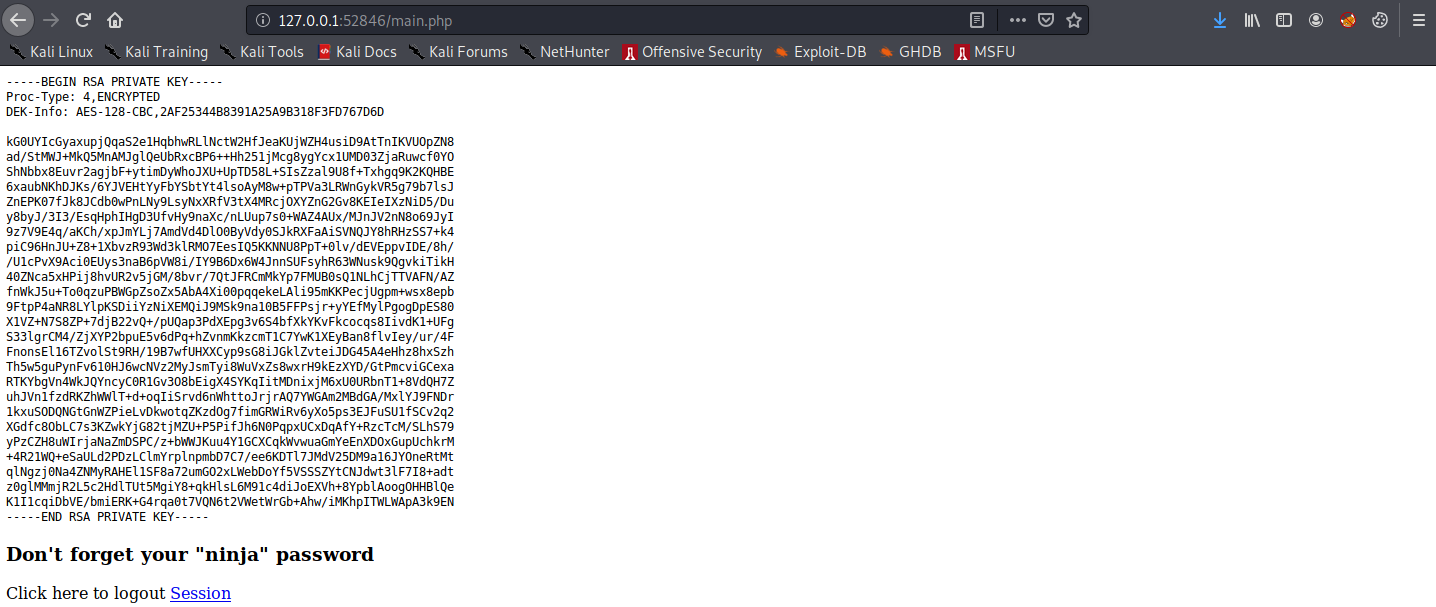 127.0.0.1:52846/main.php
Kali Linux Kali Training Kali Tools Kali Docs Kali Forums NetHunter Offensive Security Exploit-DB GHDB MSFU
-----BEGIN RSA PRIVATE KEY-----
Proc-Type: 4,ENCRYPTED
DEK-Info: AES-128-CBC,2AF25344B8391A25A9B318F3FD767D6D
kG0UYIcGyaxupjQqaS2e1HqbhwRLlNctW2HfJeaKUjWZH4usiD9AtTnIKVUOpZN8
ad/StMWJ+MkQ5MnAMJglQeUbRxcBP6++Hh251jMcg8ygYcx1UMD03ZjaRuwcf0YO
ShNbbx8Euvr2agjbF+ytimDyWhoJXU+UpTD58L+SIsZzal9U8f+Txhgq9K2KQHBE
6xaubNKhDJKs/6YJVEHtYyFbYSbtYt4lsoAyM8w+pTPVa3LRWnGykVR5g79b7lsJ
ZnEPK07fJk8JCdb0wPnLNy9LsyNxXRfV3tX4MRcjOXYZnG2Gv8KEIeIXzNiD5/Du
y8byJ/3I3/EsqHphIHgD3UfvHy9naXc/nLUup7s0+WAZ4AUx/MJnJV2nN8o69JyI
9z7V9E4q/aKCh/xpJmYLj7AmdVd4DlO0ByVdy0SJkRXFaAiSVNQJY8hRHzSS7+k4
piC96HnJU+Z8+1XbvzR93Wd3klRMO7EesIQ5KKNNU8PpT+0lv/dEVEppvIDE/8h/
/U1cPvX9Aci0EUys3naB6pVW8i/IY9B6Dx6W4JnnSUFsyhR63WNusk9QgvkiTikH
40ZNca5xHPij8hvUR2v5jGM/8bvr/7QtJFRCmMkYp7FMUB0sQ1NLhCjTTVAFN/AZ
fnWkJ5u+To0qzuPBWGpZsoZx5AbA4Xi00pqqekeLAli95mKKPecjUgpm+wsx8epb
9FtpP4aNR8LYlpKSDiiYzNiXEMQiJ9MSk9na10B5FFPsjr+yYEfMylPgogDpES80
X1VZ+N7S8ZP+7djB22vQ+/pUQap3PdXEpg3v6S4bfXkYKvFkcocqs8IivdK1+UFg
S33lgrCM4/ZjXYP2bpuE5v6dPq+hZvnmKkzcmT1C7YwK1XEyBan8flvIey/ur/4F
FnonsEl16TZvolSt9RH/19B7wfUHXXCyp9sG8iJGklZvteiJDG45A4eHhz8hxSzh
Th5w5guPynFv610HJ6wcNVz2MyJsmTyi8WuVxZs8wxrH9kEzXYD/GtPmcviGCexa
RTKYbgVn4WkJQYncyC0R1Gv3O8bEigX4SYKqIitMDnixjM6xU0URbnT1+8VdQH7Z
uhJVn1fzdRKZhWWlT+d+oqIiSrvd6nWhttoJrjrAQ7YWGAm2MBdGA/MxlYJ9FNDr
1kxuSODQNGtGnWZPieLvDkwotqZKzdOg7fimGRWiRv6yXo5ps3EJFuSU1fSCv2q2
XGdfc8ObLC7s3KZwkYjG82tjMZU+P5PifJh6N0PqpxUCxDqAfY+RzcTcM/SLhS79
yPzCZH8uWIrjaNaZmDSPC/z+bWWJKuu4Y1GCXCqkWvwuaGmYeEnXDOxGupUchkrM
+4R21WQ+eSaULd2PDzLClmYrplnpmbD7C7/ee6KDTl7JMdV25DM9a16JYOneRtMt
qlNgzj0Na4ZNMyRAHEl1SF8a72umGO2xLWebDoYf5VSSSZYtCNJdwt3lF7I8+adt
z0glMMmjR2L5c2HdlTUt5MgiY8+qkHlsL6M91c4diJoEXVh+8YpblAoogOHHBlQe
K1I1cqiDbVE/bmiERK+G4rqa0t7VQN6t2VWetWrGb+Ahw/iMKhpITWLWApA3k9EN
-----END RSA PRIVATE KEY-----
Don't forget your "ninja" password
Click here to logout Session